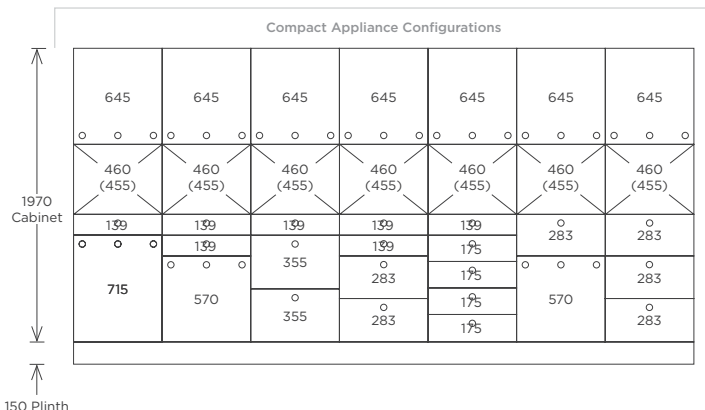 Compact Appliance Configurations
645 645 645 645 645 645 645
460 460 460 460 460 460 460
(455) (455) (455) (455) (455) (455) (455)
1970
Cabinet
139 139 139 139 139 283 283
139 139 175
355 283 175 283
715 570 175 570
355 283 175 283
150 Plinth